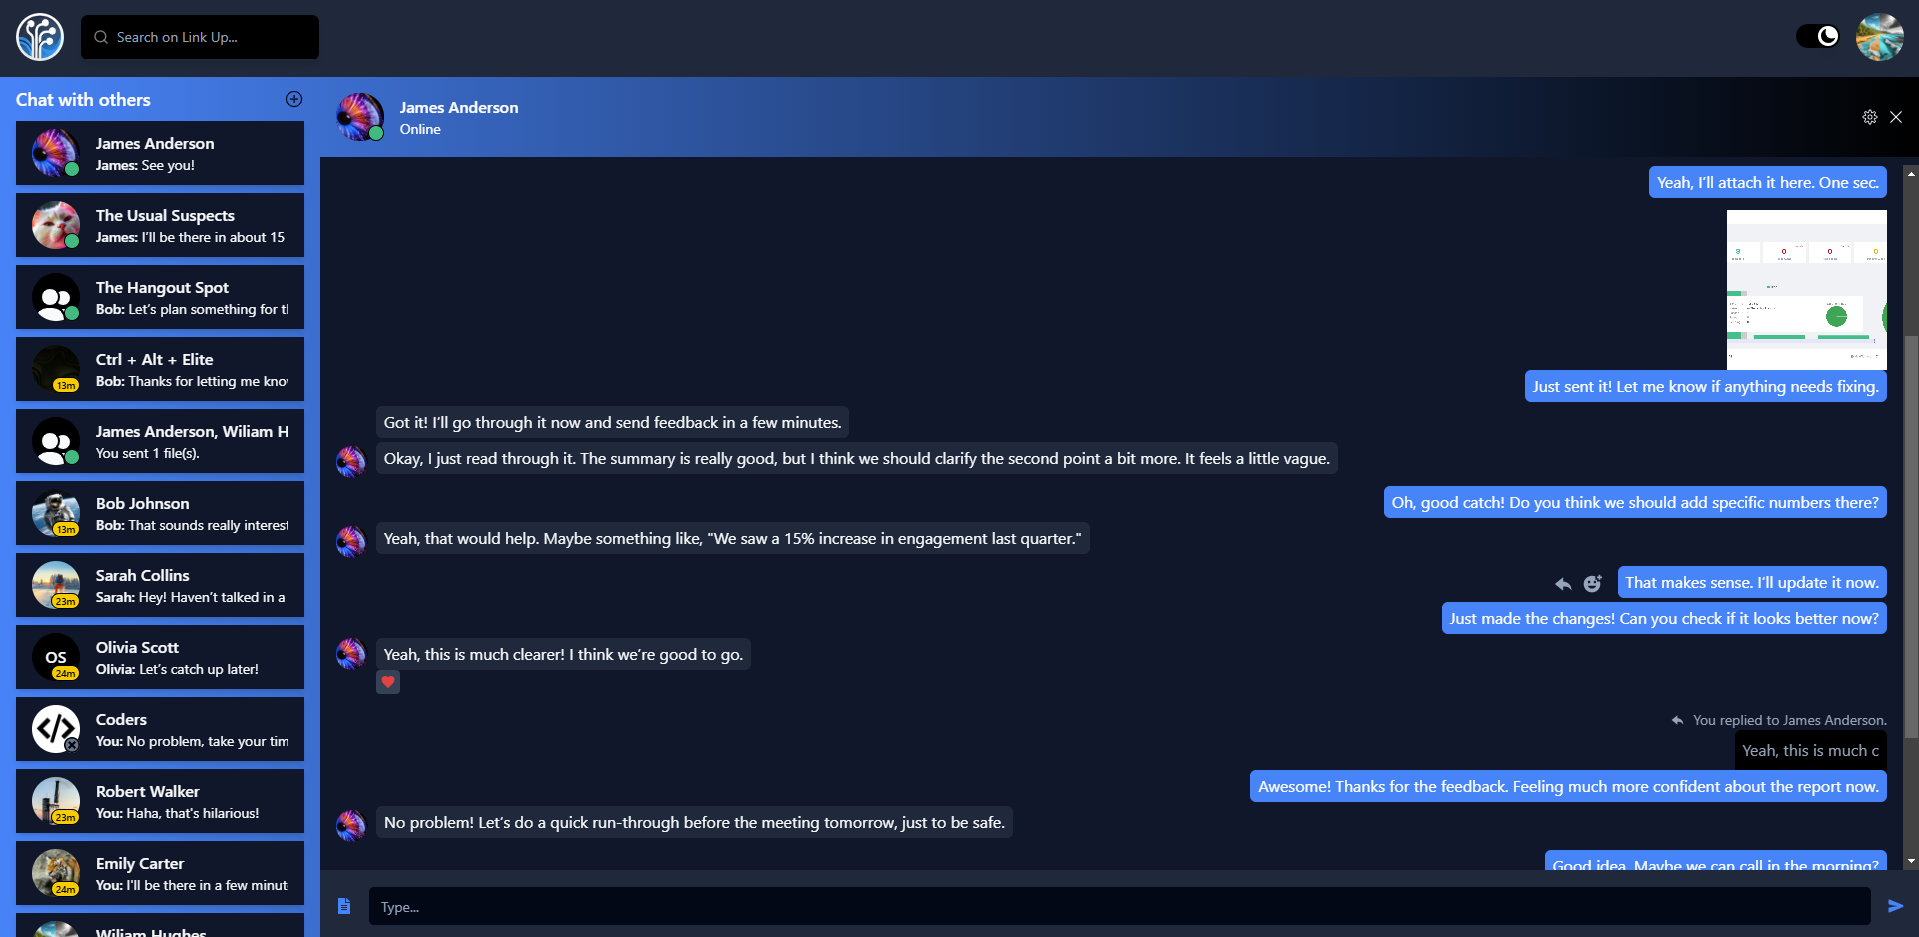 Search on Link Up...
Chat with others
James Anderson
James: See you!
The Usual Suspects
James: I'll be there in about 15
The Hangout Spot
Bob: Let's plan something for tl
Ctrl + Alt + Elite
13m
Bob: Thanks for letting me kno
James Anderson, Wiliam H
You sent 1 file(s).
Bob Johnson
13m
Bob: That sounds really interest
Sarah Collins
23m
Sarah: Hey! Haven't talked in a
OS
Olivia Scott
24m
Olivia: Let's catch up later!
Coders
You: No problem, take your tim
Robert Walker
23m
You: Haha, that's hilarious!
Emily Carter
24m
You: I'll be there in a few minut
Wiliam Hughes
James Anderson
Online
Yeah, I'll attach it here. One sec.
Just sent it! Let me know if anything needs fixing.
Got it! I'll go through it now and send feedback in a few minutes.
Okay, I just read through it. The summary is really good, but I think we should clarify the second point a bit more. It feels a little vague.
Oh, good catch! Do you think we should add specific numbers there?
Yeah, that would help. Maybe something like, "We saw a 15% increase in engagement last quarter."
That makes sense. I'll update it now.
Just made the changes! Can you check if it looks better now?
Yeah, this is much clearer! I think we're good to go.
You replied to James Anderson.
Yeah, this is much c
Awesome! Thanks for the feedback. Feeling much more confident about the report now.
No problem! Let's do a quick run-through before the meeting tomorrow, just to be safe.
Good idea. Maybe we can call in the morning?
Type...